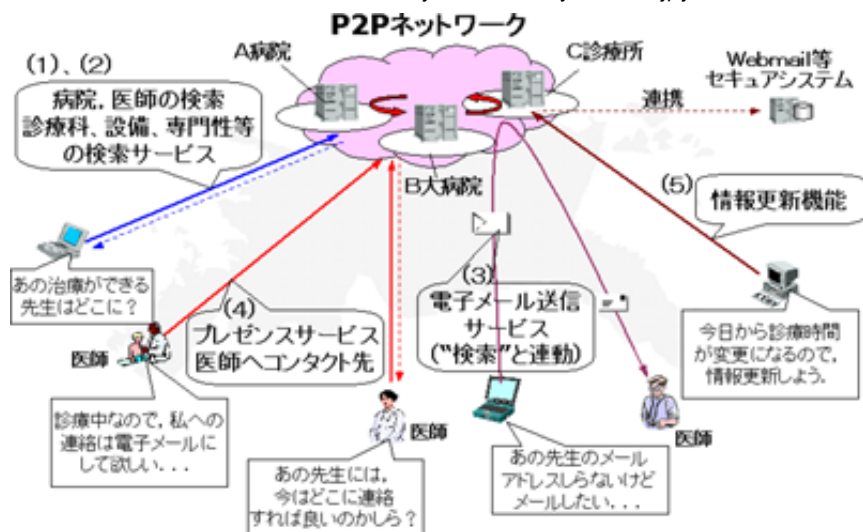 P2Pネットワーク
A病院
C診療所
Webmail等
セキュアシステム
連携
(1)、(2)
病院，医師の検索
診療科、設備、専門性等
の検索サービス
B大病院
(5)
情報更新機能
あの治療ができる
先生はどこに？
(4)
プレゼンスサービス
医師へコンタクト先
(3)
電子メール送信
サービス
("検索"と連動)
今日から診療時間
が変更になるので，
情報更新しよう．
医師
診療中なので，私への
連絡は電子メールに
して欲しい．．．
医師
あの先生には，
今はどこに連絡
すれば良いのかしら？
あの先生のメール
アドレスしらないけど
メールしたい．．．
医師